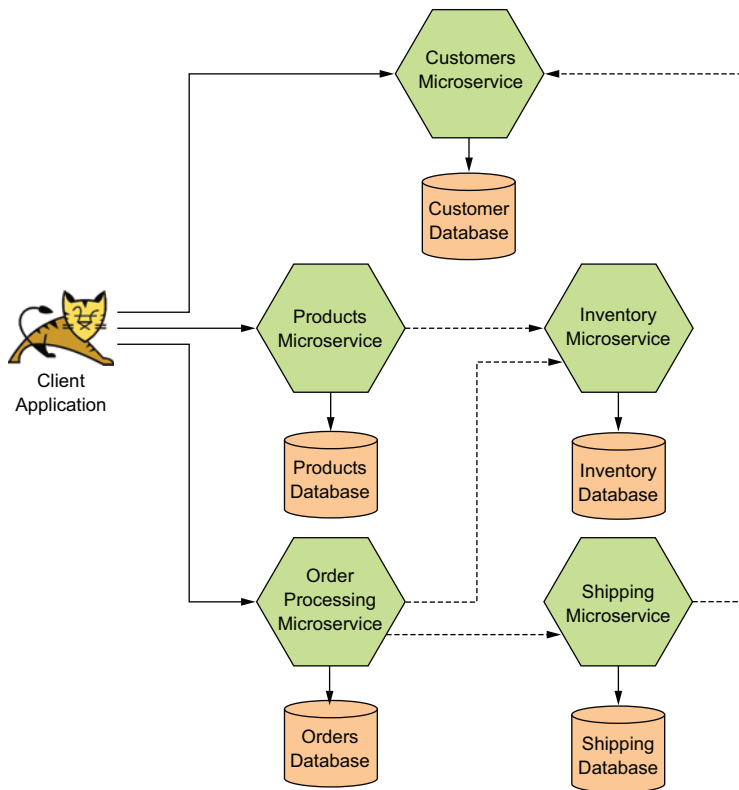 Customers
Microservice
Customer
Database
Products
Microservice
Inventory
Microservice
Client
Application
Products
Database
Inventory
Database
Order
Processing
Microservice
Shipping
Microservice
Orders
Database
Shipping
Database